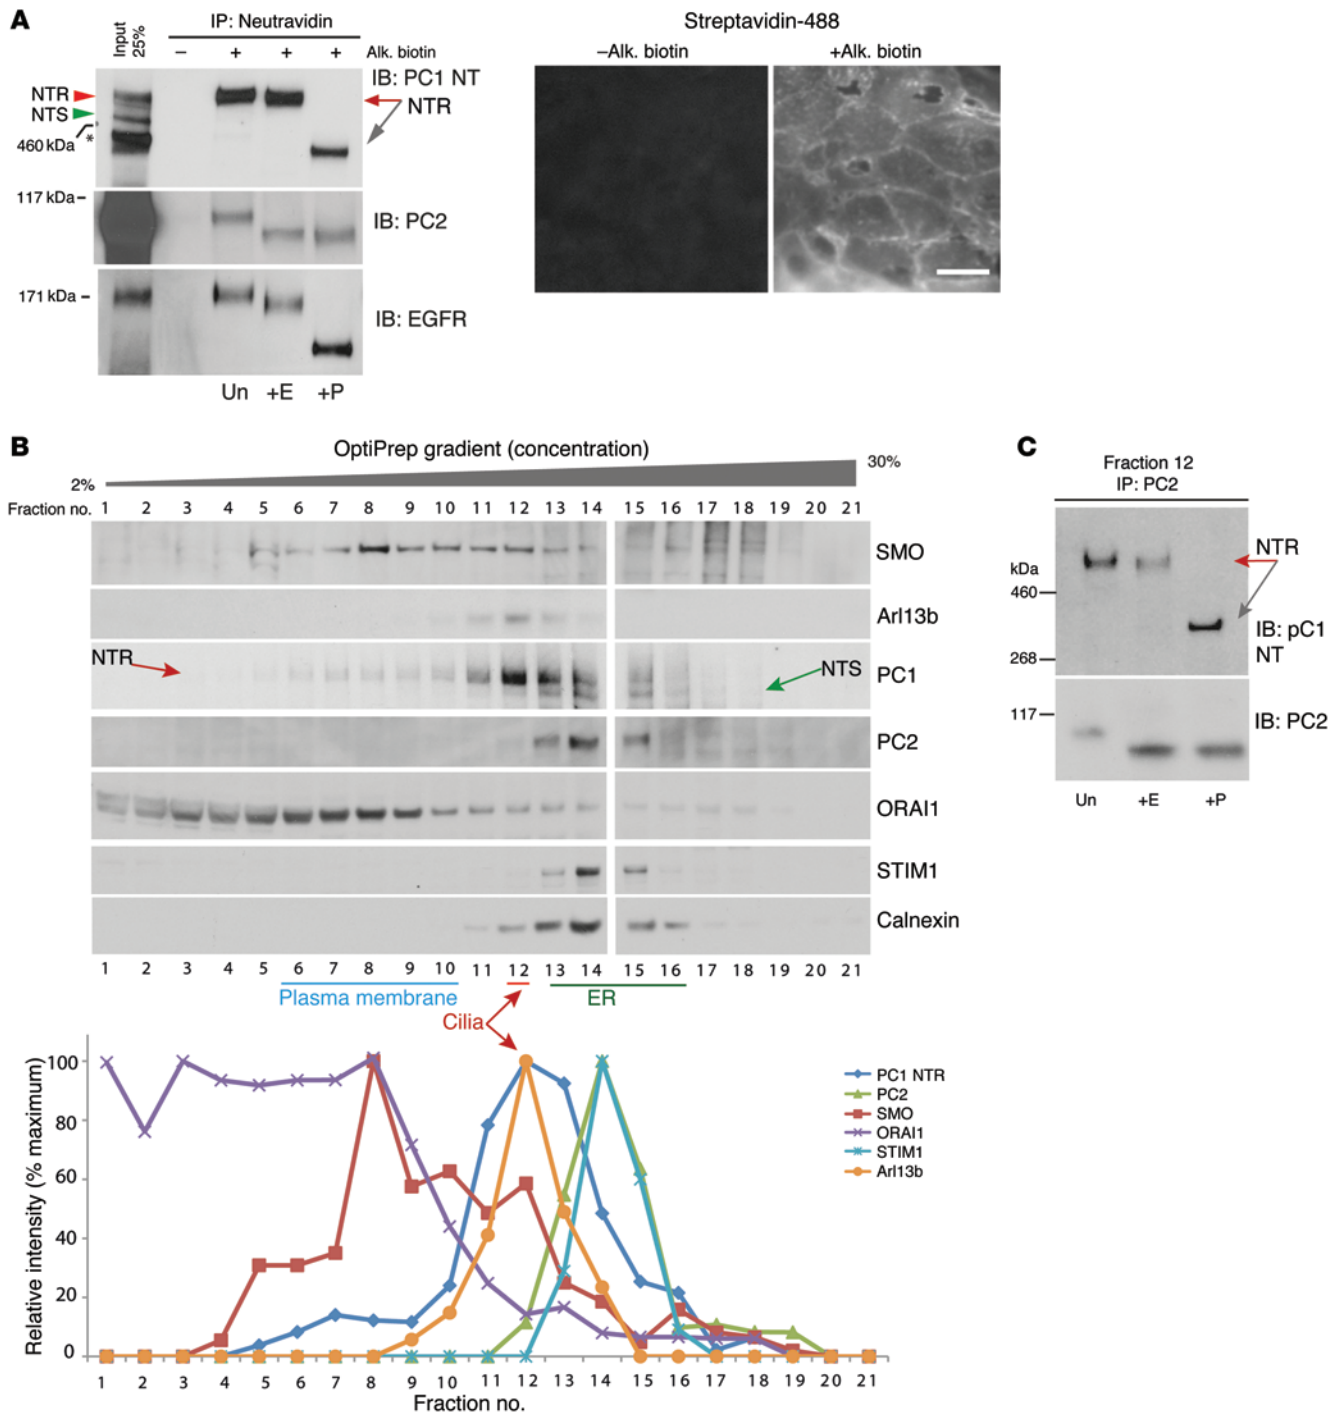 A
Input
25%
IP: Neutravidin
– + + + Alk. biotin
NTR
NTS
*
460 kDa
IB: PC1 NT
NTR
117 kDa
IB: PC2
171 kDa
IB: EGFR
Un +E +P
Streptavidin-488
–Alk. biotin +Alk. biotin
B
OptiPrep gradient (concentration)
2% 30%
Fraction no. 1 2 3 4 5 6 7 8 9 10 11 12 13 14 15 16 17 18 19 20 21
SMO
Arl13b
NTR
NTS
PC1
PC2
ORAI1
STIM1
Calnexin
1 2 3 4 5 6 7 8 9 10 11 12 13 14 15 16 17 18 19 20 21
Plasma membrane
ER
Cilia
Relative intensity (% maximum)
100
80
60
40
20
0
1 2 3 4 5 6 7 8 9 10 11 12 13 14 15 16 17 18 19 20 21
Fraction no.
PC1 NTR
PC2
SMO
ORAI1
STIM1
Arl13b
C
Fraction 12
IP: PC2
kDa
460
268
117
NTR
IB: pC1
NT
IB: PC2
Un +E +P